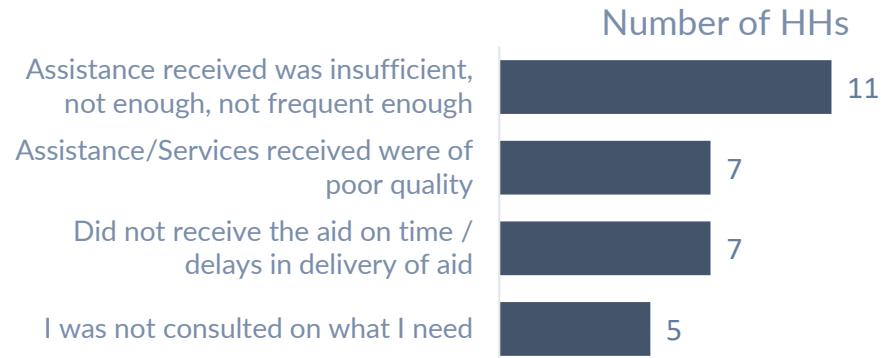 Number of HHs
Assistance received was insufficient,
not enough, not frequent enough
11
Assistance/Services received were of
poor quality
7
Did not receive the aid on time /
delays in delivery of aid
7
I was not consulted on what I need
5